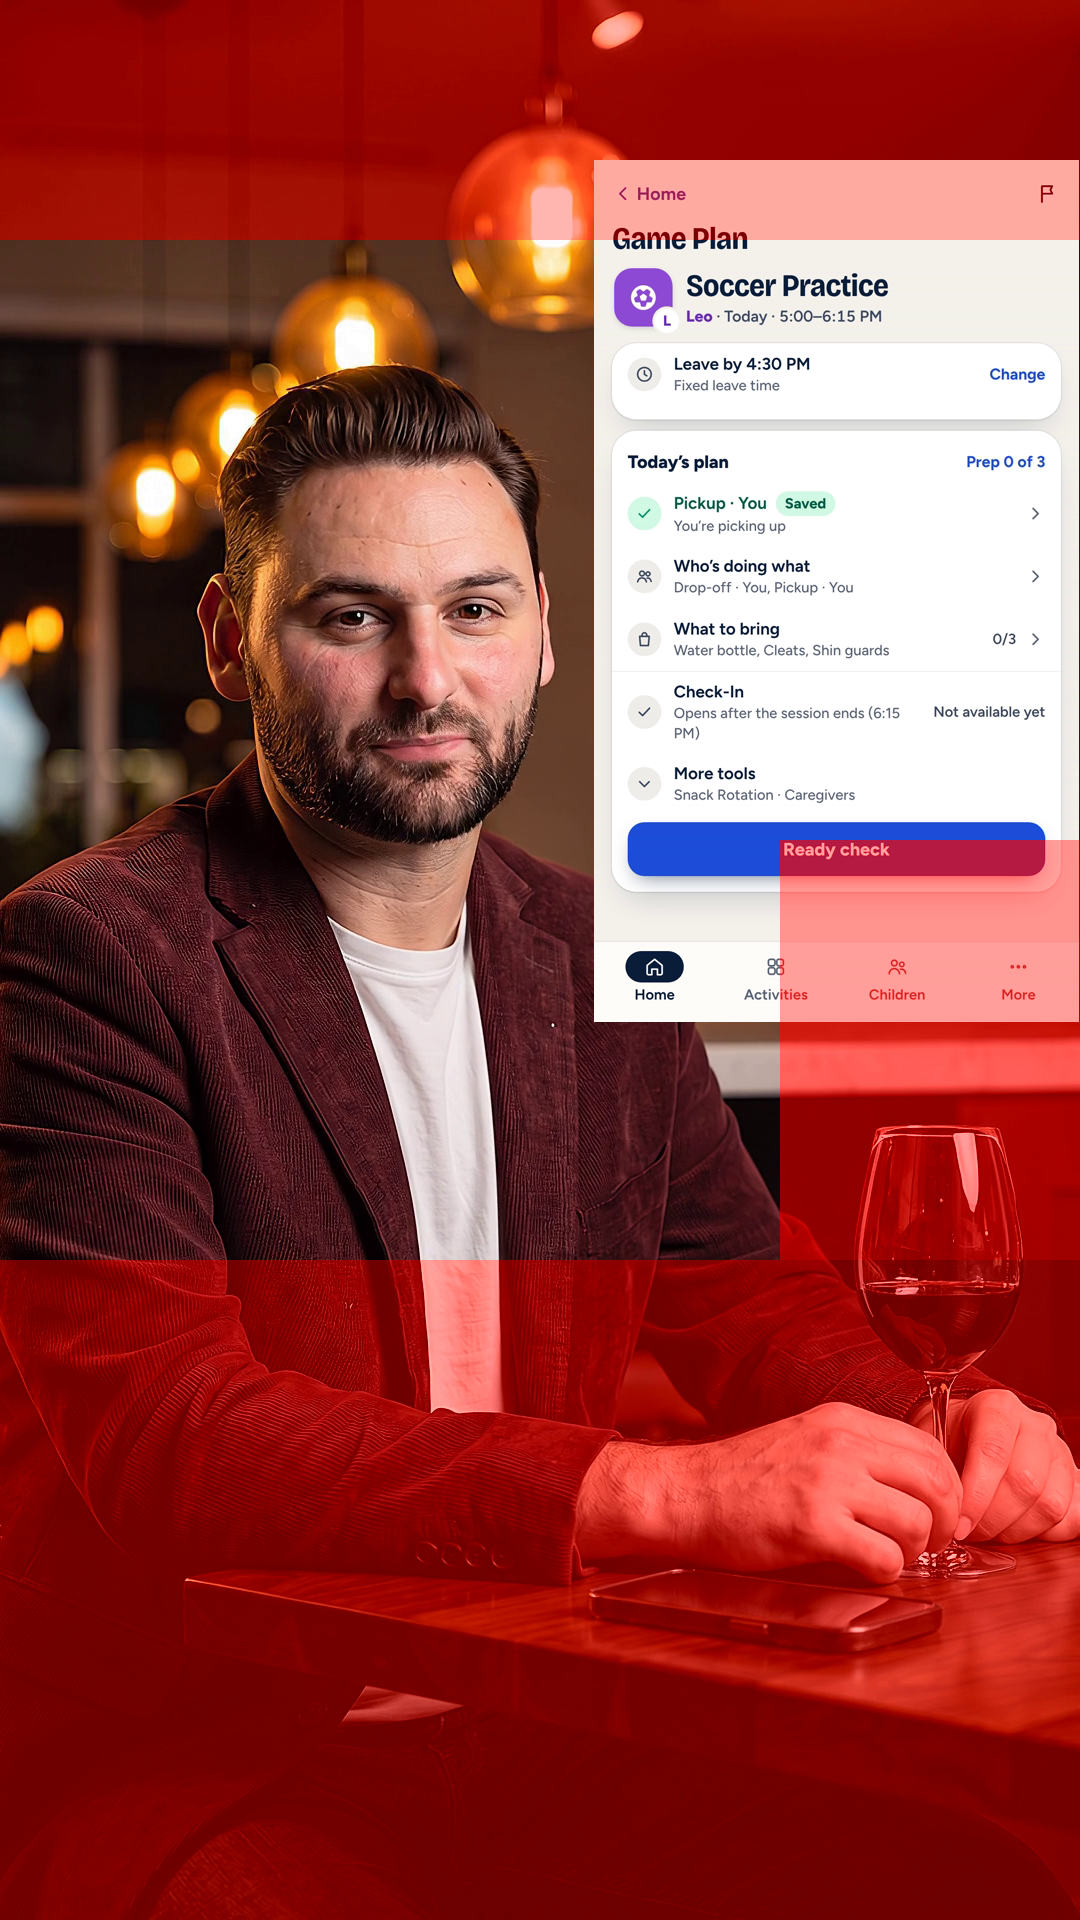 Home
Game Plan
Soccer Practice
L
Leo · Today · 5:00–6:15 PM
Leave by 4:30 PM
Fixed leave time
Change
Today’s plan
Prep 0 of 3
Pickup · You
Saved
You’re picking up
Who’s doing what
Drop-off · You, Pickup · You
What to bring
Water bottle, Cleats, Shin guards
0/3
Check-In
Opens after the session ends (6:15
PM)
Not available yet
More tools
Snack Rotation · Caregivers
Ready check
Home
Activities
Children
More